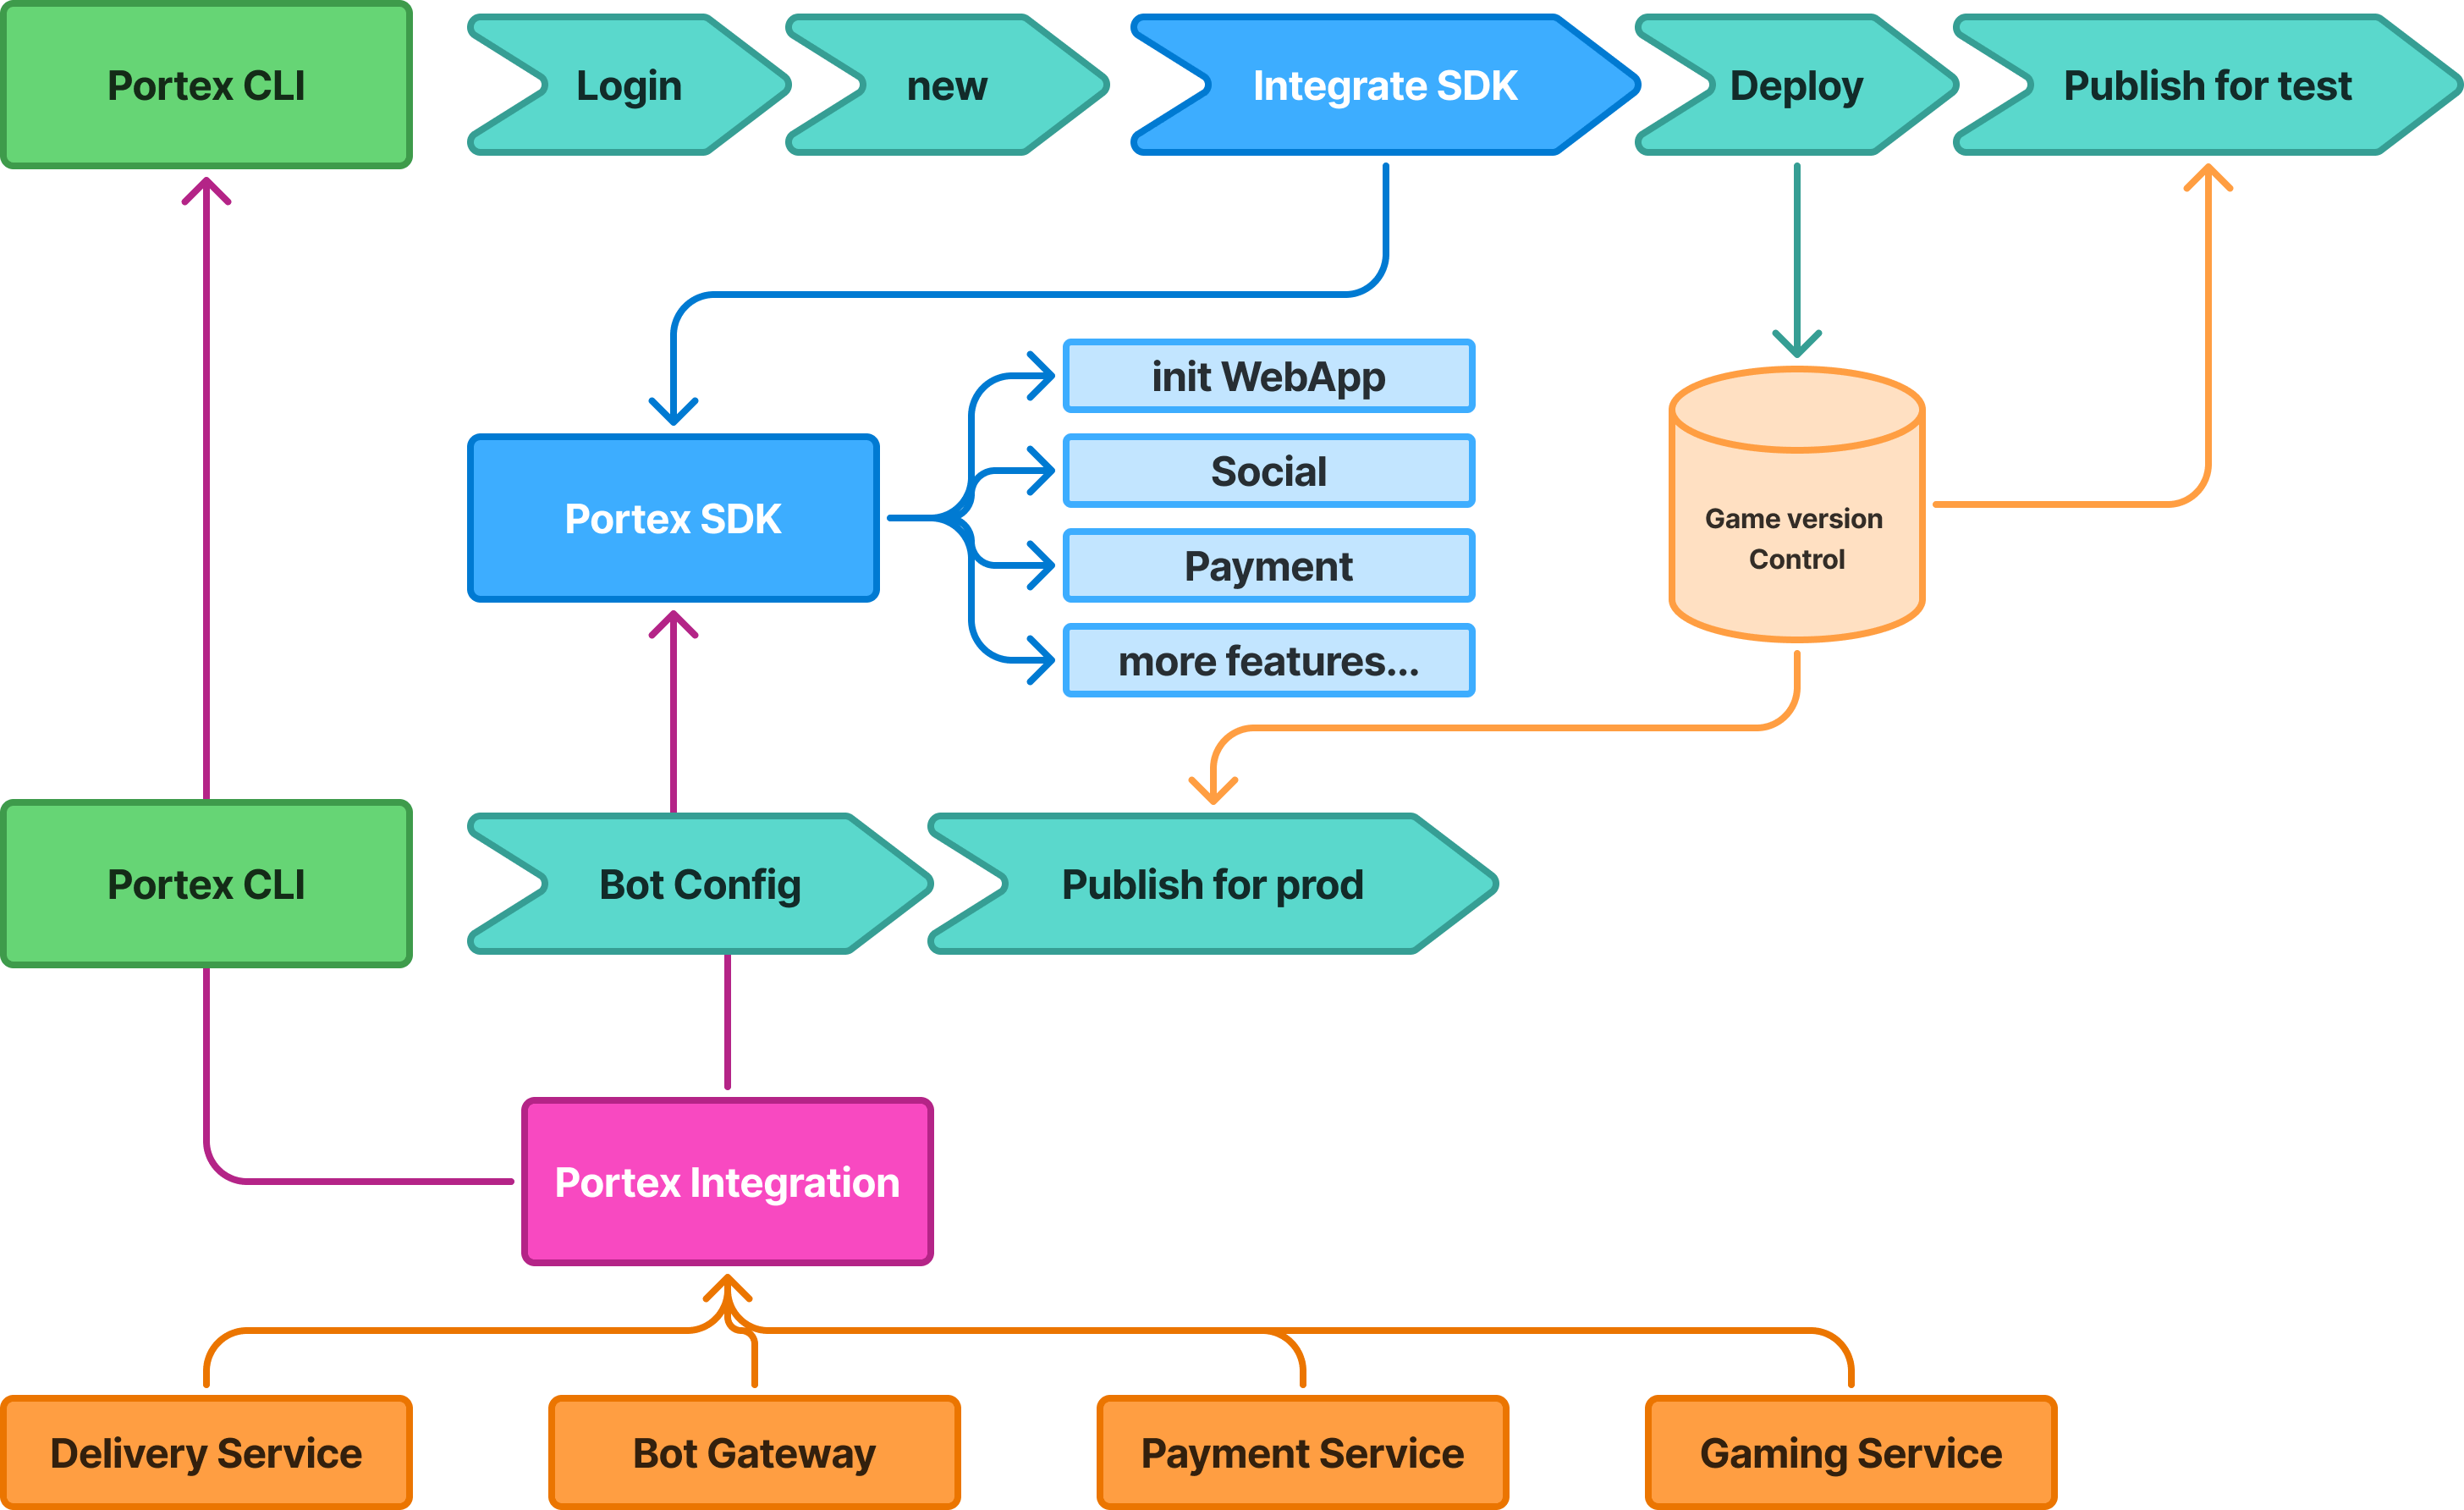 Portex CLI
Login
new
Integrate SDK
Deploy
Publish for test
init WebApp
Social
Portex SDK
Payment
more features...
Game version
Control
Portex CLI
Bot Config
Publish for prod
Portex Integration
Delivery Service
Bot Gateway
Payment Service
Gaming Service